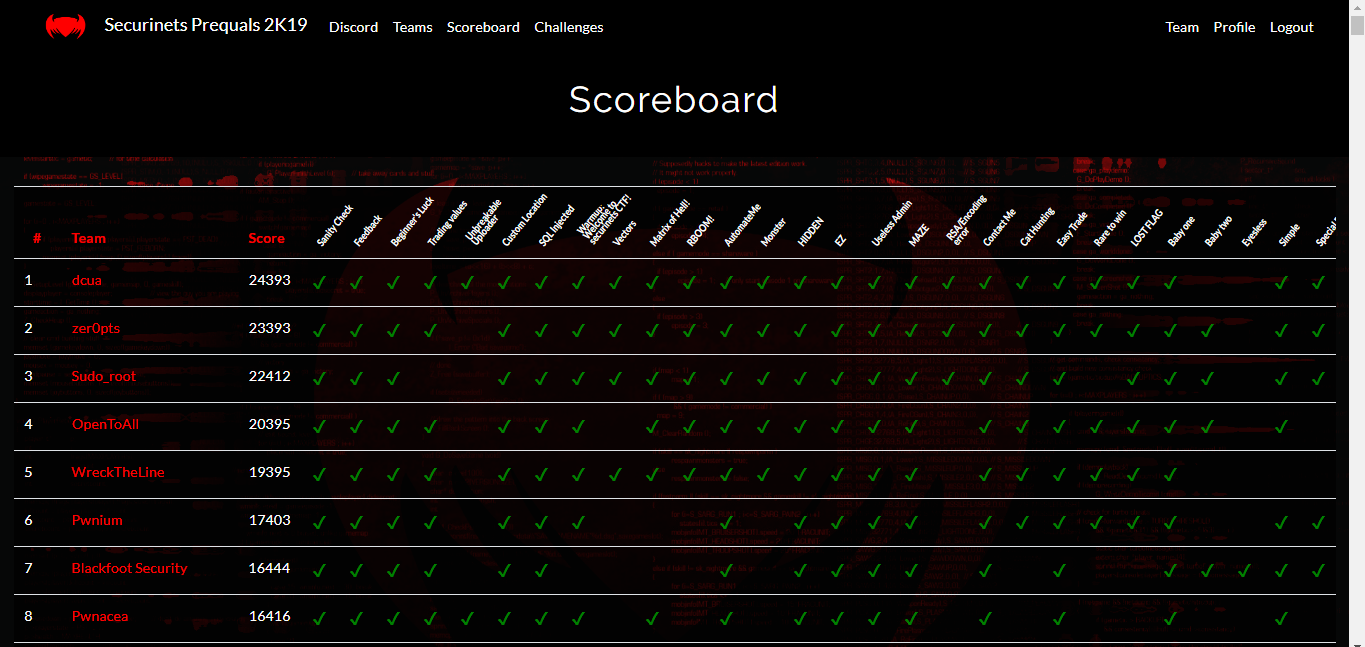 Securinets Prequals 2K19 Discord Teams Scoreboard Challenges Team Profile Logout
Scoreboard
# Team Score Sanity Check Feedback Beginner's Luck Trading values Unbreakable Uploader Custom Location SQL Injected Warmup: Welcome to securinets CTF! Vectors Matrix of Hell! RBOOM! AutomateMe Monster HIDDEN EZ Useless Admin MAZE RSA/Encoding error Contact Me Cat Hunting Easy Trade Rare to win LOST FLAG Baby one Baby two Eyesless Simple Special
1 dcua 24393 ✓ ✓ ✓ ✓ ✓ ✓ ✓ ✓ ✓ ✓ ✓ ✓ ✓ ✓ ✓ ✓ ✓ ✓ ✓ ✓ ✓ ✓ ✓ ✓ ✓ ✓
2 zer0pts 23393 ✓ ✓ ✓ ✓ ✓ ✓ ✓ ✓ ✓ ✓ ✓ ✓ ✓ ✓ ✓ ✓ ✓ ✓ ✓ ✓ ✓ ✓ ✓ ✓ ✓ ✓
3 Sudo_root 22412 ✓ ✓ ✓ ✓ ✓ ✓ ✓ ✓ ✓ ✓ ✓ ✓ ✓ ✓ ✓ ✓ ✓ ✓ ✓ ✓ ✓ ✓ ✓ ✓
4 OpenToAll 20395 ✓ ✓ ✓ ✓ ✓ ✓ ✓ ✓ ✓ ✓ ✓ ✓ ✓ ✓ ✓ ✓ ✓ ✓ ✓ ✓ ✓ ✓ ✓
5 WreckTheLine 19395 ✓ ✓ ✓ ✓ ✓ ✓ ✓ ✓ ✓ ✓ ✓ ✓ ✓ ✓ ✓ ✓ ✓ ✓ ✓ ✓ ✓ ✓
6 Pwnium 17403 ✓ ✓ ✓ ✓ ✓ ✓ ✓ ✓ ✓ ✓ ✓ ✓ ✓ ✓ ✓ ✓ ✓ ✓ ✓ ✓
7 Blackfoot Security 16444 ✓ ✓ ✓ ✓ ✓ ✓ ✓ ✓ ✓ ✓ ✓ ✓ ✓ ✓ ✓ ✓ ✓
8 Pwnacea 16416 ✓ ✓ ✓ ✓ ✓ ✓ ✓ ✓ ✓ ✓ ✓ ✓ ✓ ✓ ✓ ✓ ✓